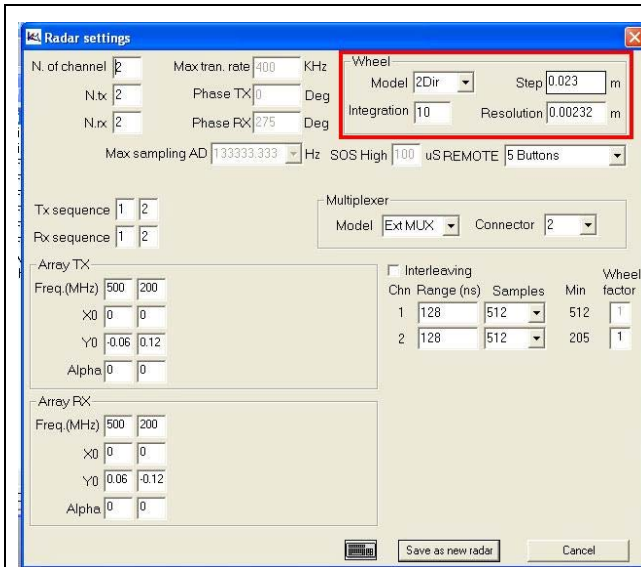 Radar settings
N. of channel 2 Max tran. rate 400 KHz
N.tx 2 Phase TX 0 Deg
N.rx 2 Phase RX 275 Deg
Wheel
Model 2Dir Step 0.023 m
Integration 10 Resolution 0.00232 m
Max sampling AD 133333.333 Hz SOS High 100 uS REMOTE 5 Buttons
Tx sequence 1 2
Rx sequence 1 2
Multiplexer
Model Ext MUX Connector 2
Array TX
Freq.(MHz) 500 200
X0 0 0
Y0 -0.06 0.12
Alpha 0 0
Interleaving
Chn Range (ns) Samples Min Wheel factor
1 128 512 512 1
2 128 512 205 1
Array RX
Freq.(MHz) 500 200
X0 0 0
Y0 0.06 -0.12
Alpha 0 0
Save as new radar Cancel